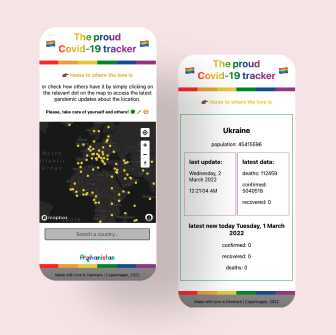 The proud
Covid-19 tracker
Home to where the love is
or check how others have it by simply clicking on
the relevant dot on the map to access the latest
pandemic updates about the location.
Please, take care of yourself and others!
North
Atlantic
Ocean
mapbox
Search a country...
Afghanistan
Made with love in Denmark | Copenhagen, 2022
The proud
Covid-19 tracker
Home to where the love is
Ukraine
population: 45415596
last update:
Wednesday, 2
March 2022
12:21:04 AM
latest data:
deaths: 112459
confirmed:
5040518
recovered: 0
latest new today Tuesday, 1 March
2022
confirmed: 0
recovered: 0
deaths: 0
Made with love in Denmark | Copenhagen, 2022